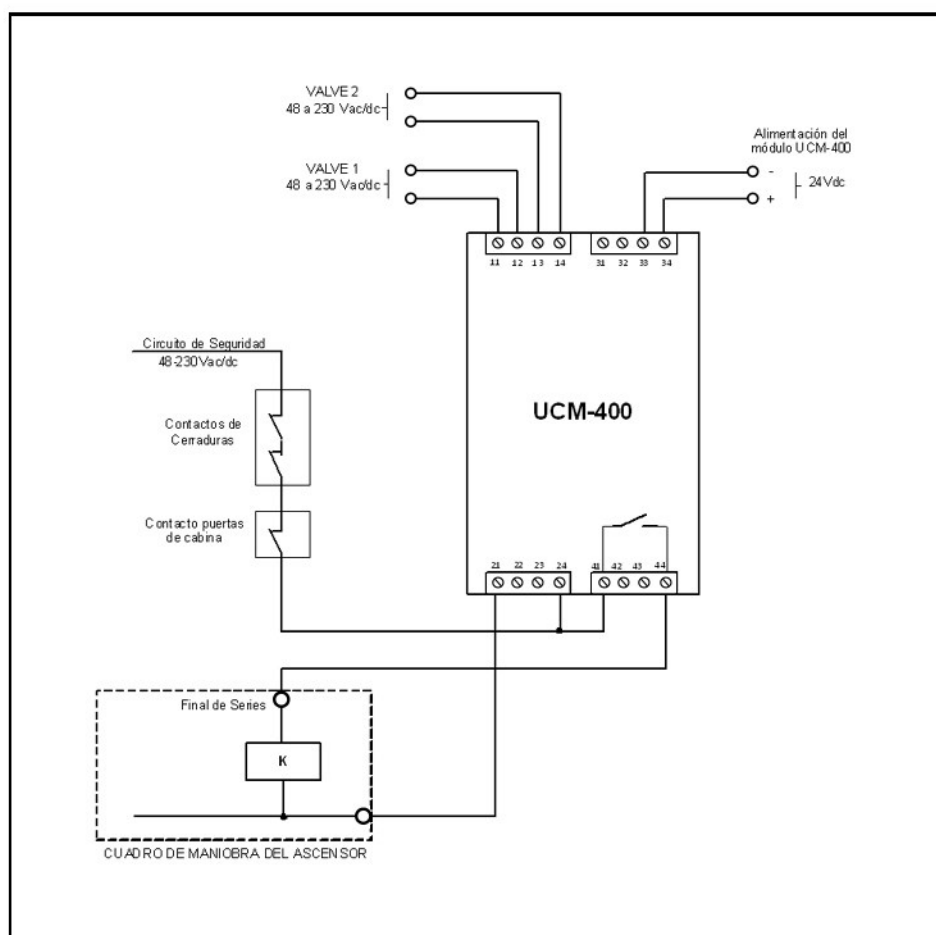 VALVE 2
48 a 230 Vac/dc
VALVE 1
48 a 230 Vac/dc
Alimentación del
módulo UCM-400
-
24Vdc
+
11 12 13 14 31 32 33 34
Circuito de Seguridad
48-230Vac/dc
UCM-400
Contactos de
Cerraduras
Contacto puertas
de cabina
21 22 23 24 41 42 43 44
Final de Series
K
CUADRO DE MANIOBRA DEL ASCENSOR